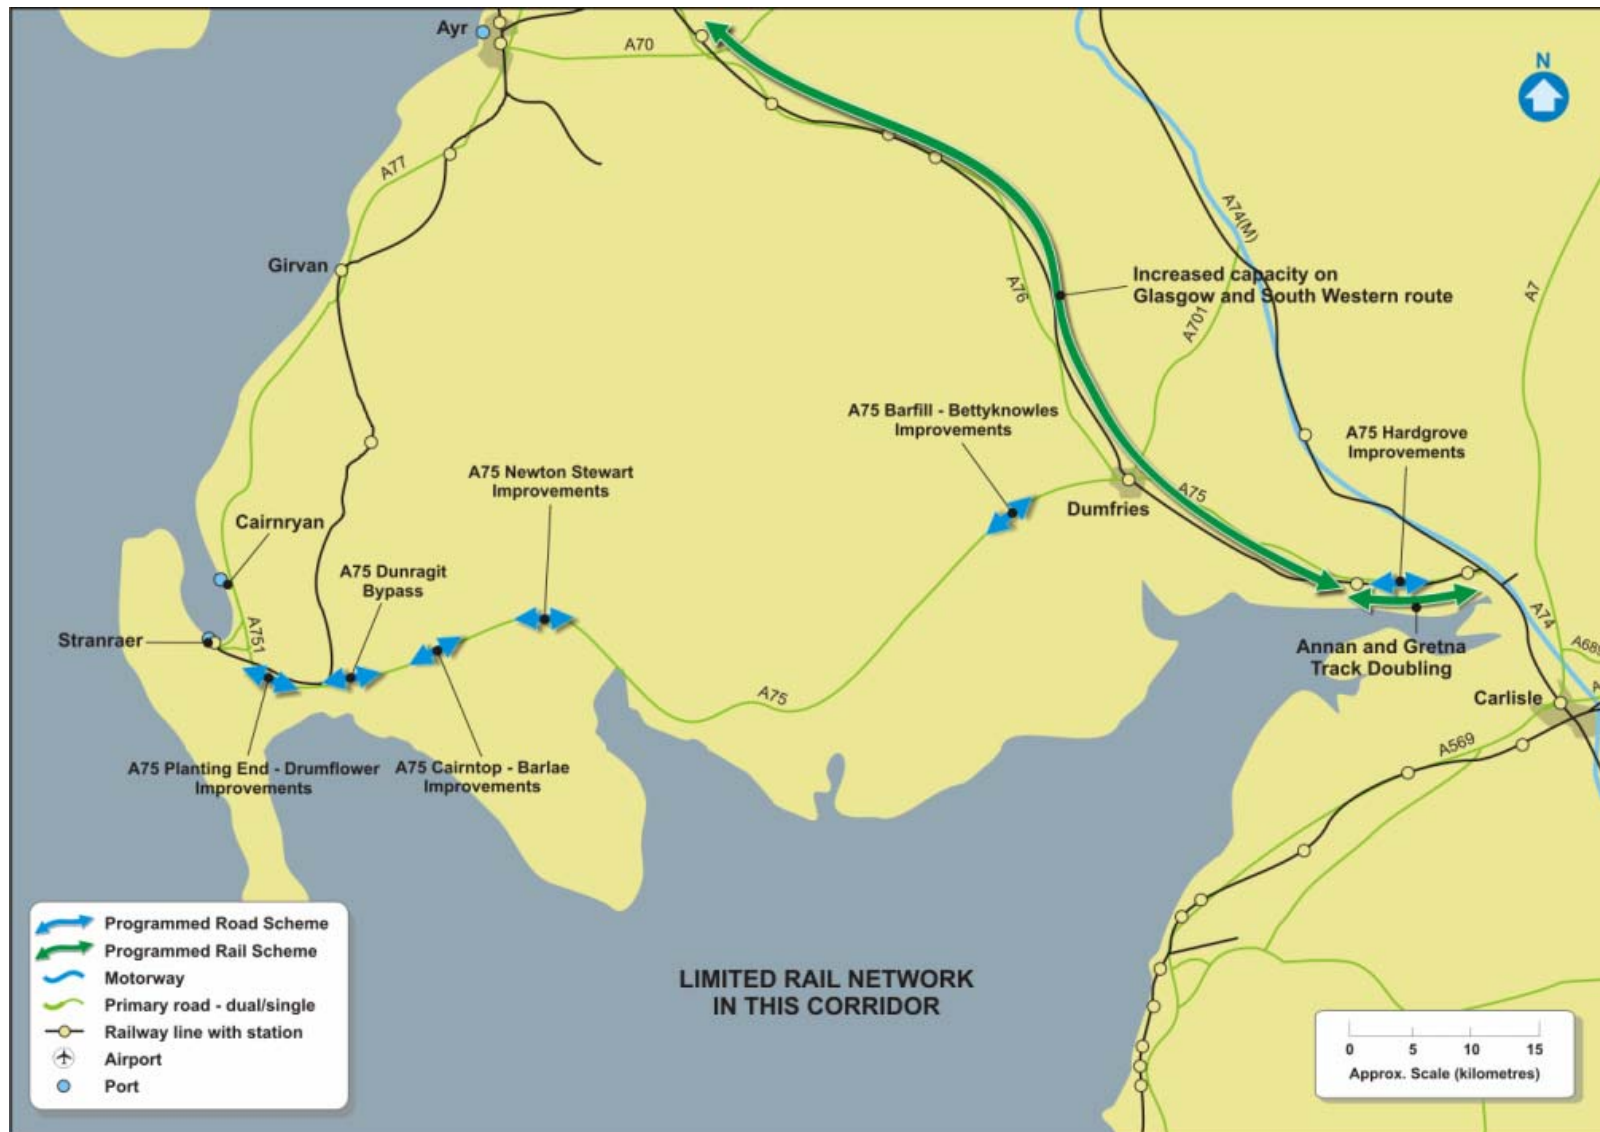 Ayr
A70
N
A77
A74(M)
Girvan
A76
Increased capacity on
Glasgow and South Western route
A701
A7
A75 Barfill - Bettyknowles
Improvements
A75 Hardgrove
Improvements
A75 Newton Stewart
Improvements
A75
Dumfries
Cairnryan
A75 Dunragit
Bypass
A751
Stranraer
A74
A689
Annan and Gretna
Track Doubling
A75
Carlisle
A569
A75 Planting End - Drumflower
Improvements
A75 Cairntop - Barlae
Improvements
Programmed Road Scheme
Programmed Rail Scheme
Motorway
Primary road - dual/single
Railway line with station
Airport
Port
LIMITED RAIL NETWORK
IN THIS CORRIDOR
0 5 10 15
Approx. Scale (kilometres)